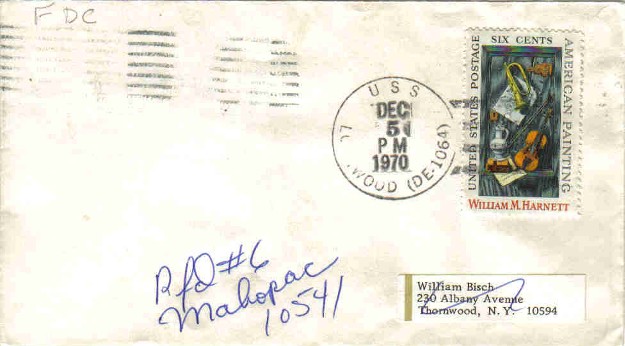 FDC
UNITED STATES POSTAGE
SIX CENTS
AMERICAN PAINTING
WILLIAM M. HARNETT
USS
DEC
5
PM
1970
WOOD (DE-1064)
Rfd #6
Mahopac
10541
William Bisch
230 Albany Avenue
Thornwood, N. Y. 10594